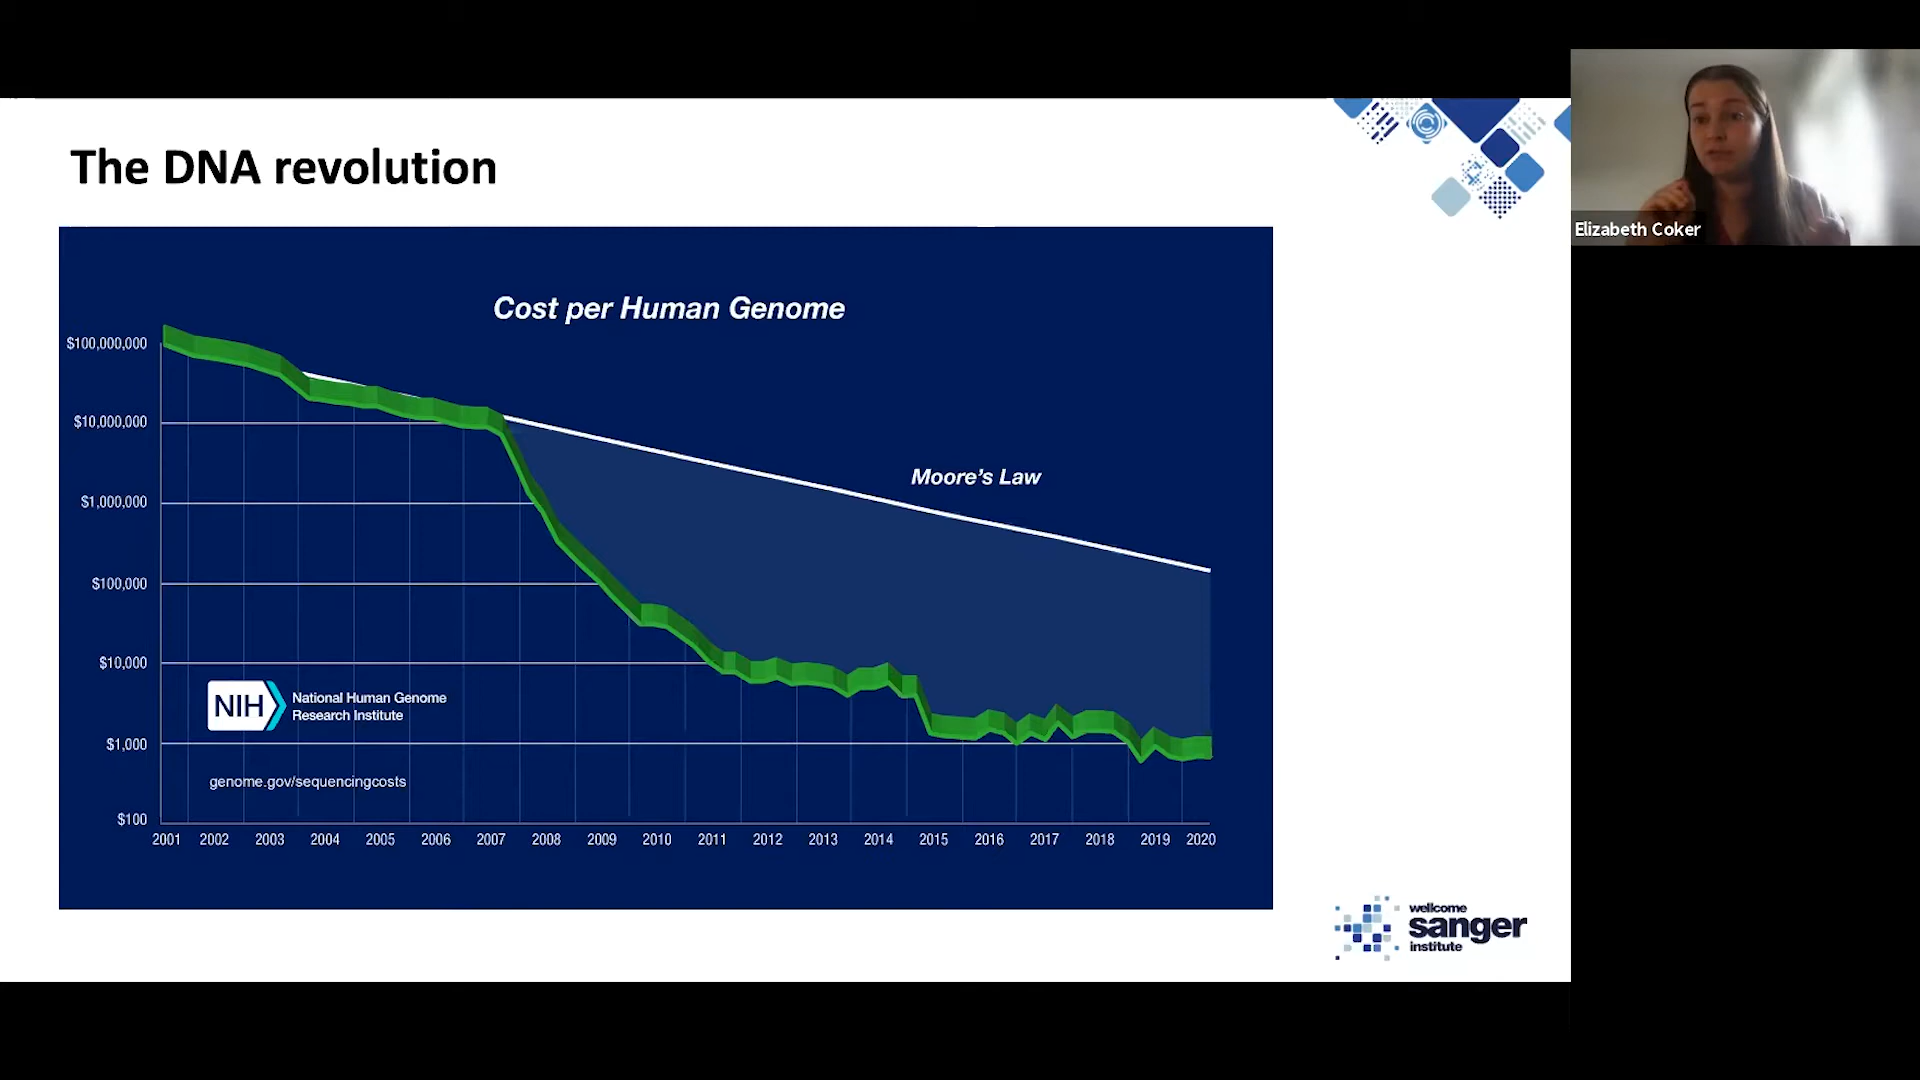 The DNA revolution
Elizabeth Coker
Cost per Human Genome
$100,000,000
$10,000,000
$1,000,000
$100,000
$10,000
$1,000
$100
Moore's Law
NIH
National Human Genome
Research Institute
genome.gov/sequencingcosts
2001 2002 2003 2004 2005 2006 2007 2008 2009 2010 2011 2012 2013 2014 2015 2016 2017 2018 2019 2020
wellcome
sanger
institute